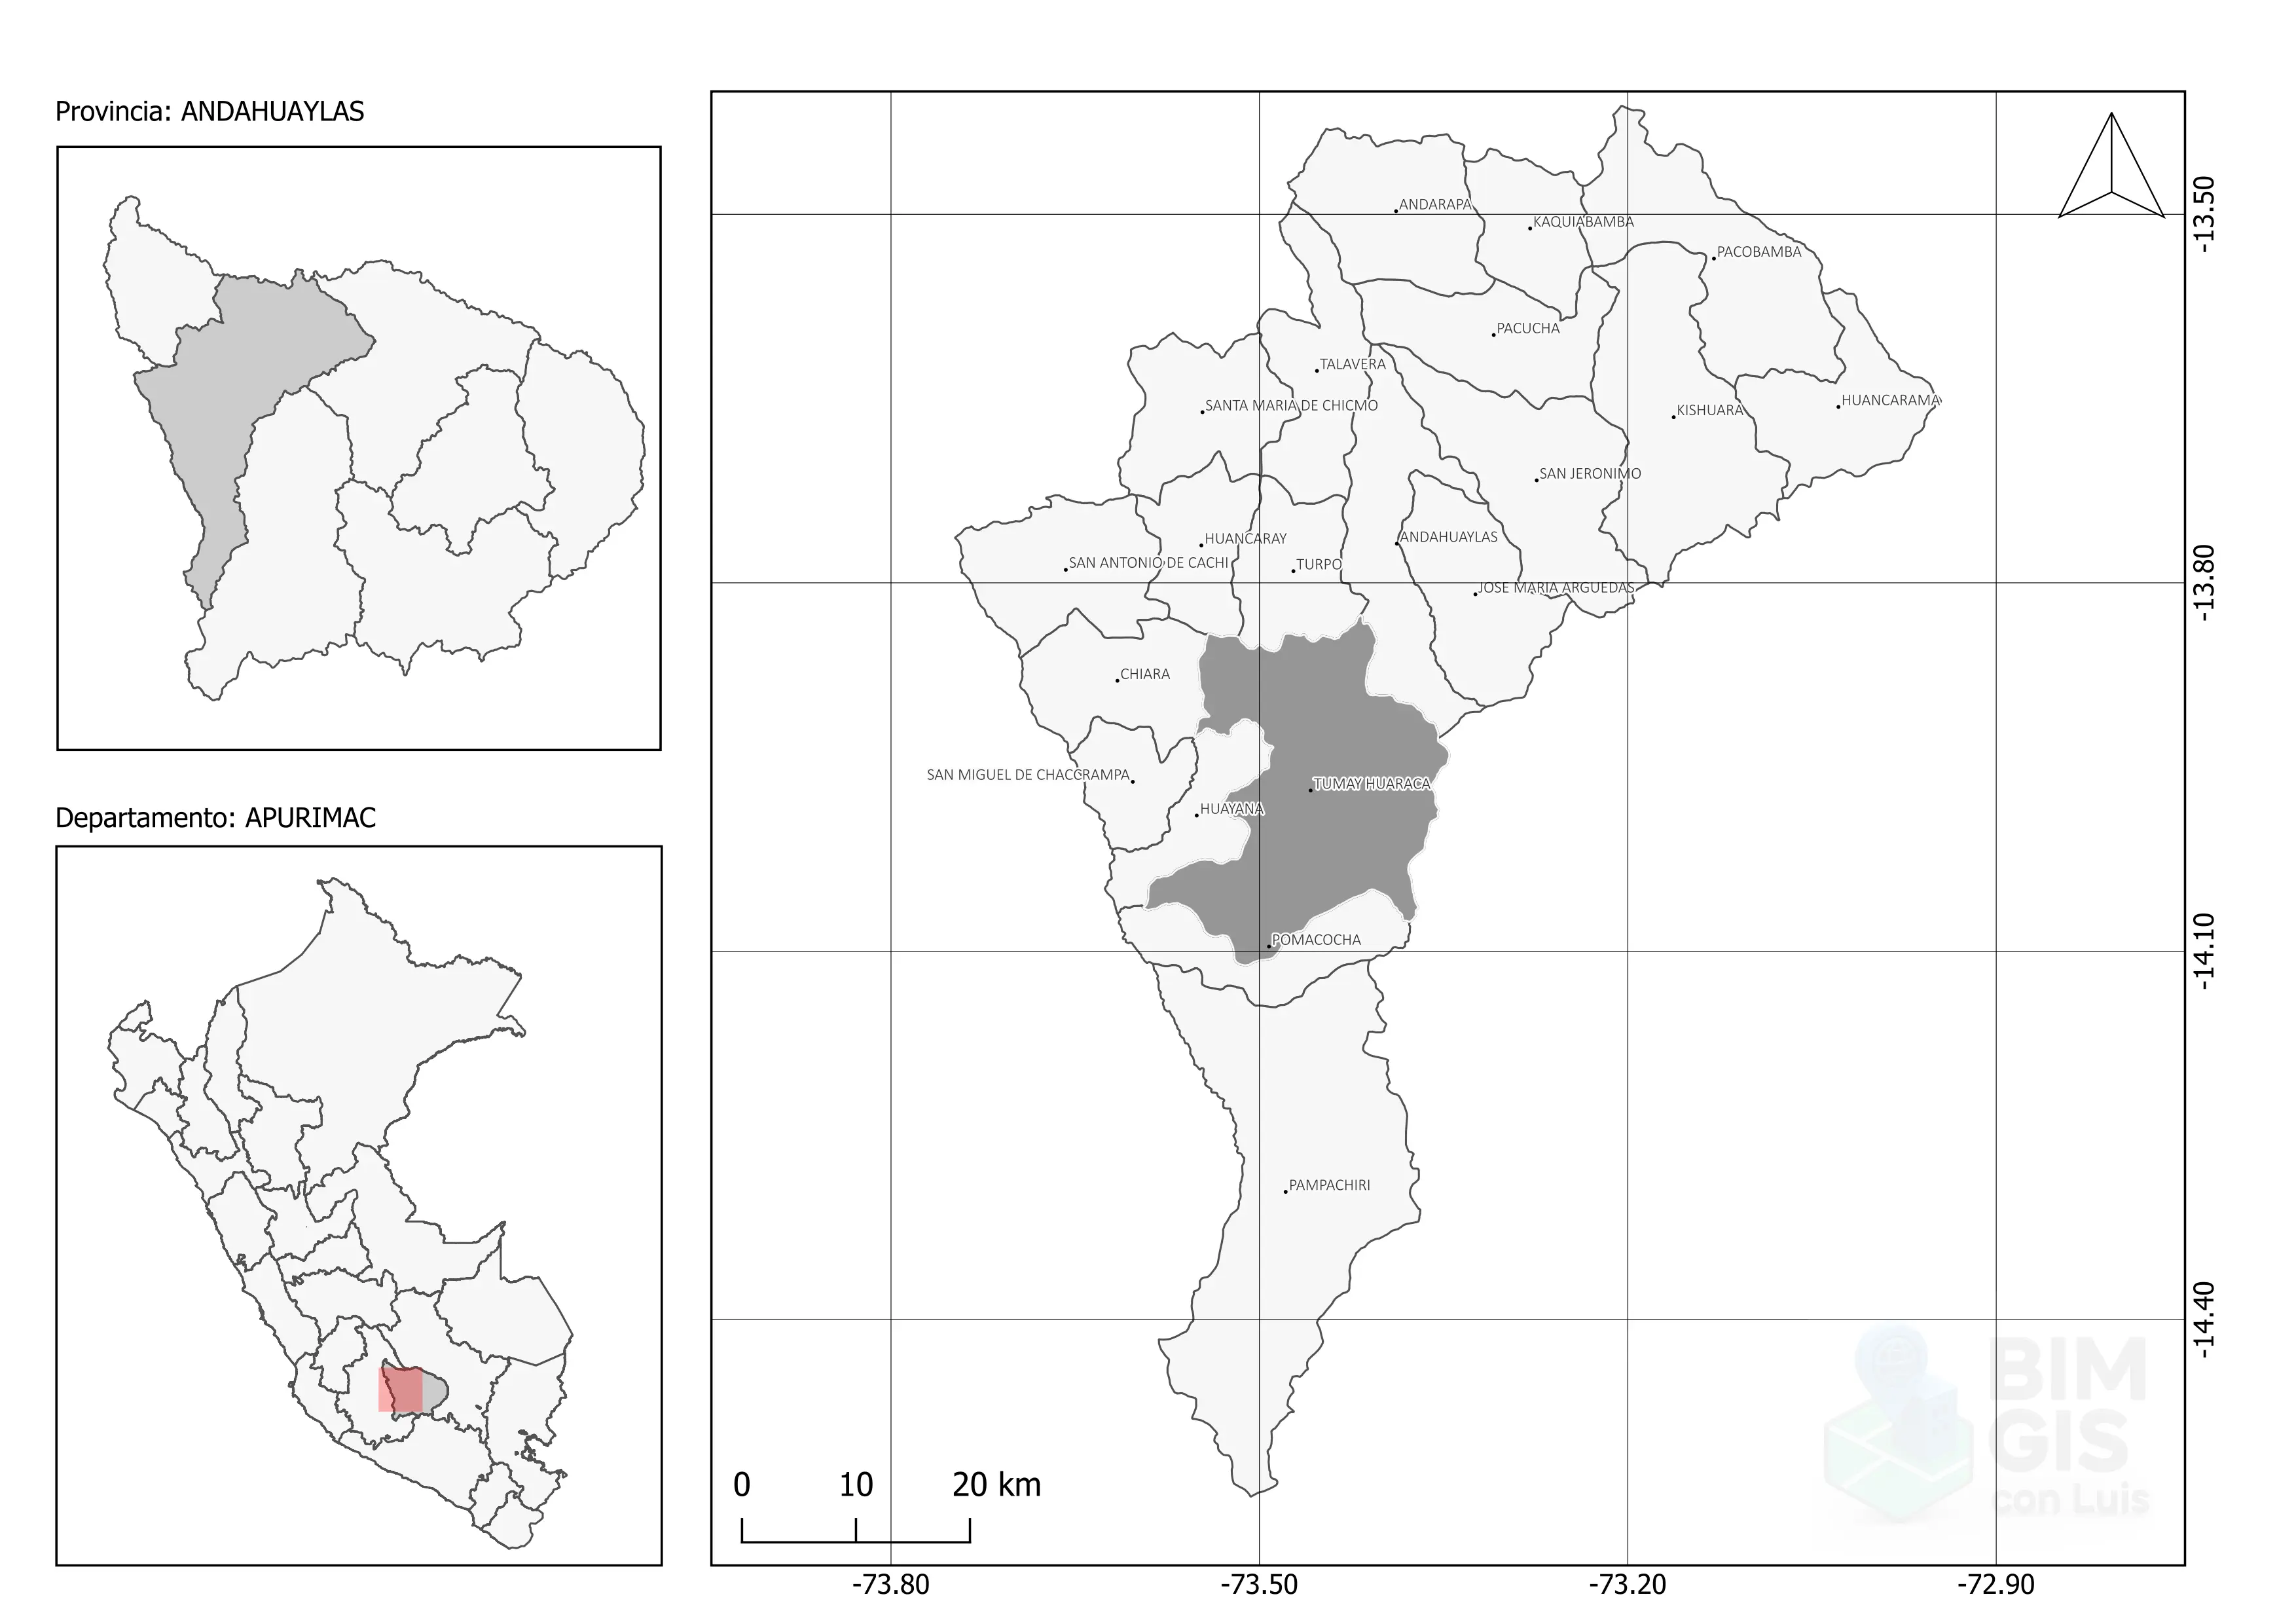 Provincia: ANDAHUAYLAS
Departamento: APURIMAC
ANDARAPA
KAQUIABAMBA
PACOBAMBA
PACUCHA
TALAVERA
SANTA MARIA DE CHICMO
KISHUARA
HUANCARAMA
SAN JERONIMO
HUANCARAY
ANDAHUAYLAS
SAN ANTONIO DE CACHI
TURPO
JOSE MARIA ARGUEDAS
CHIARA
SAN MIGUEL DE CHACCRAMPA
TUMAY HUARACA
HUAYANA
POMACOCHA
PAMPACHIRI
-13.50
-13.80
-14.10
-14.40
0 10 20 km
-73.80 -73.50 -73.20 -72.90
BIM
GIS
con Luis